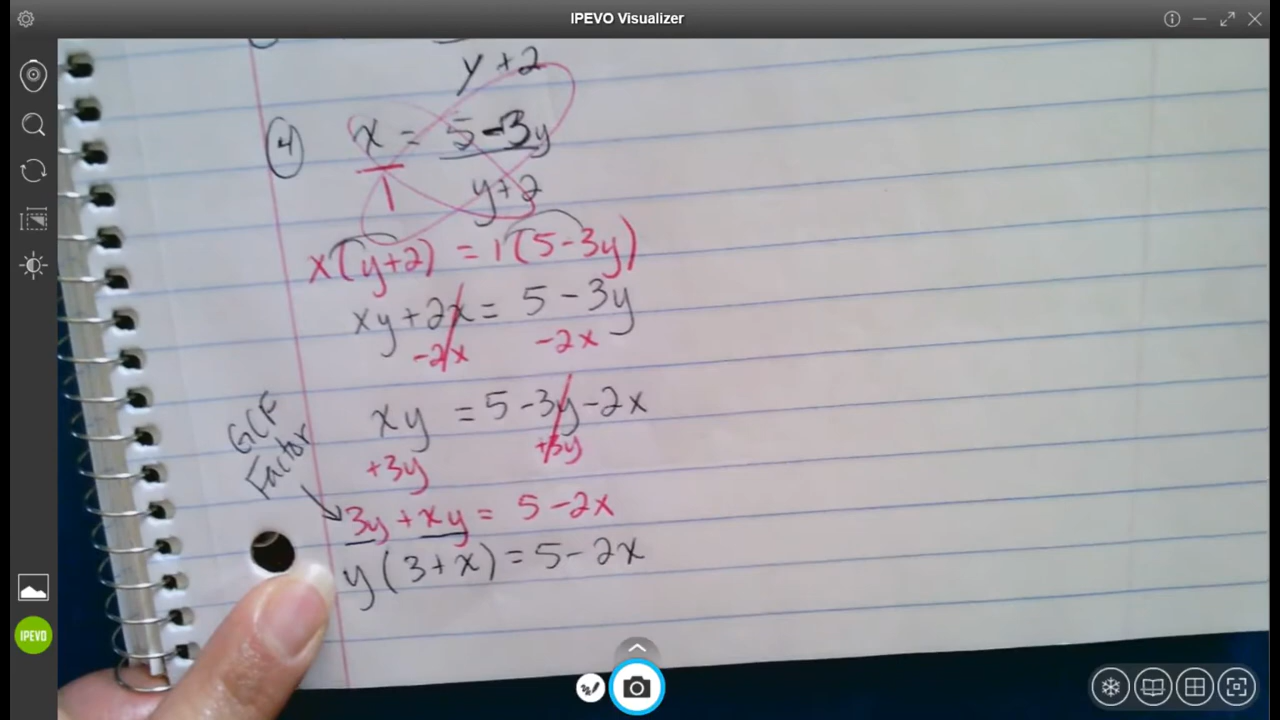 IPEVO Visualizer
y+2
4 x = 5-3y
1 y+2
x(y+2) = 1(5-3y)
xy+2x = 5-3y
-2x -2x
xy = 5-3y-2x
+3y +3y
GCF
Factor
3y+xy = 5-2x
y(3+x) = 5-2x
IPEVO